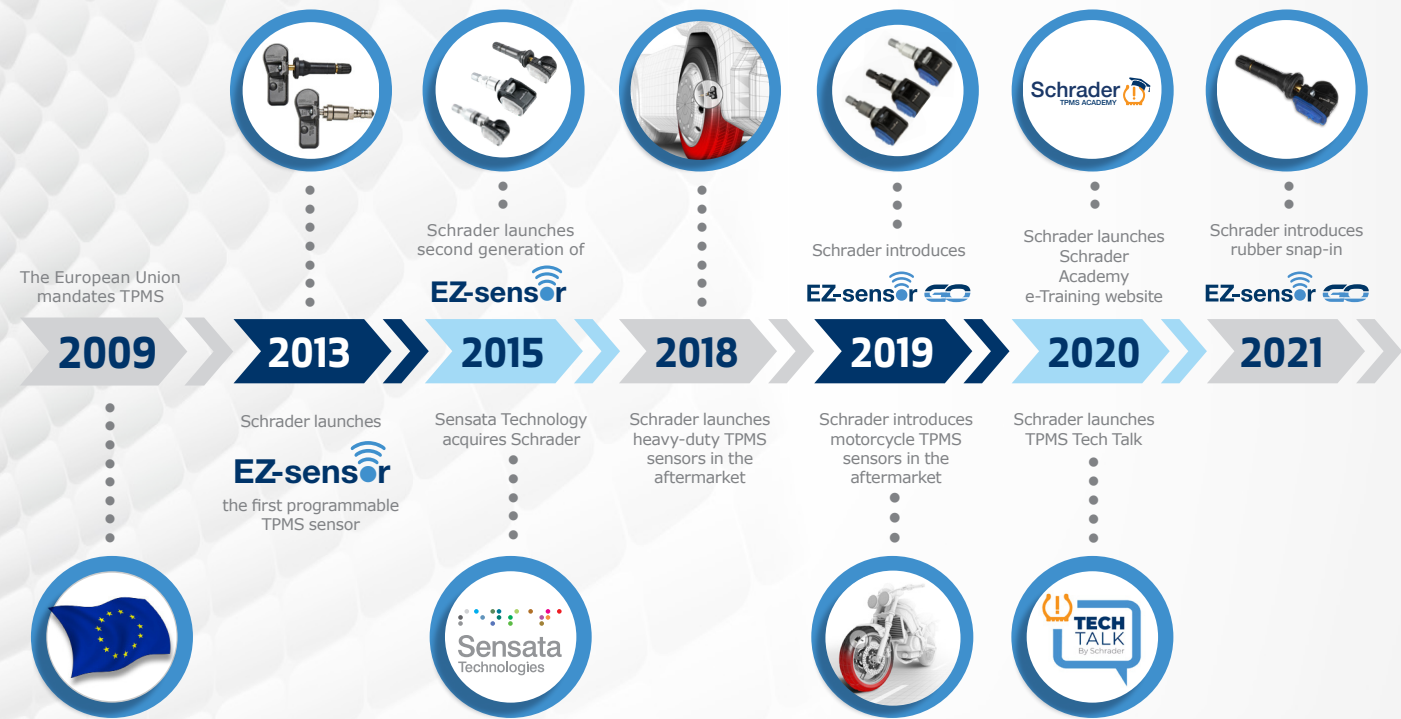 Schrader
TPMS ACADEMY
The European Union
mandates TPMS
2009
2013
Schrader launches
EZ-sensor
the first programmable
TPMS sensor
Schrader launches
second generation of
EZ-sensor
2015
Sensata Technology
acquires Schrader
Sensata
Technologies
2018
Schrader launches
heavy-duty TPMS
sensors in the
aftermarket
Schrader introduces
EZ-sensor GO
2019
Schrader introduces
motorcycle TPMS
sensors in the
aftermarket
Schrader launches
Schrader
Academy
e-Training website
2020
Schrader launches
TPMS Tech Talk
TECH
TALK
By Schrader
Schrader introduces
rubber snap-in
EZ-sensor GO
2021